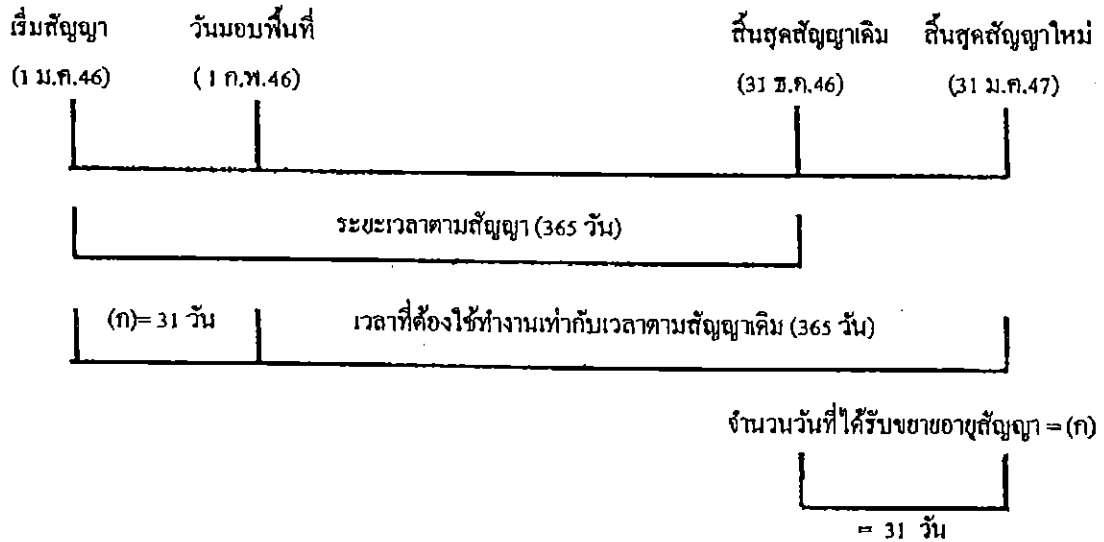 เริ่มสัญญา วันมอบพื้นที่ สิ้นสุดสัญญาเดิม สิ้นสุดสัญญาใหม่
(1 ม.ค.46) (1 ก.พ.46) (31 ธ.ค.46) (31 ม.ค.47)
ระยะเวลาตามสัญญา (365 วัน)
(ก)= 31 วัน เวลาที่ต้องใช้ทำงานเท่ากับเวลาตามสัญญาเดิม (365 วัน)
จำนวนวันที่ได้รับขยายอายุสัญญา = (ก)
= 31 วัน